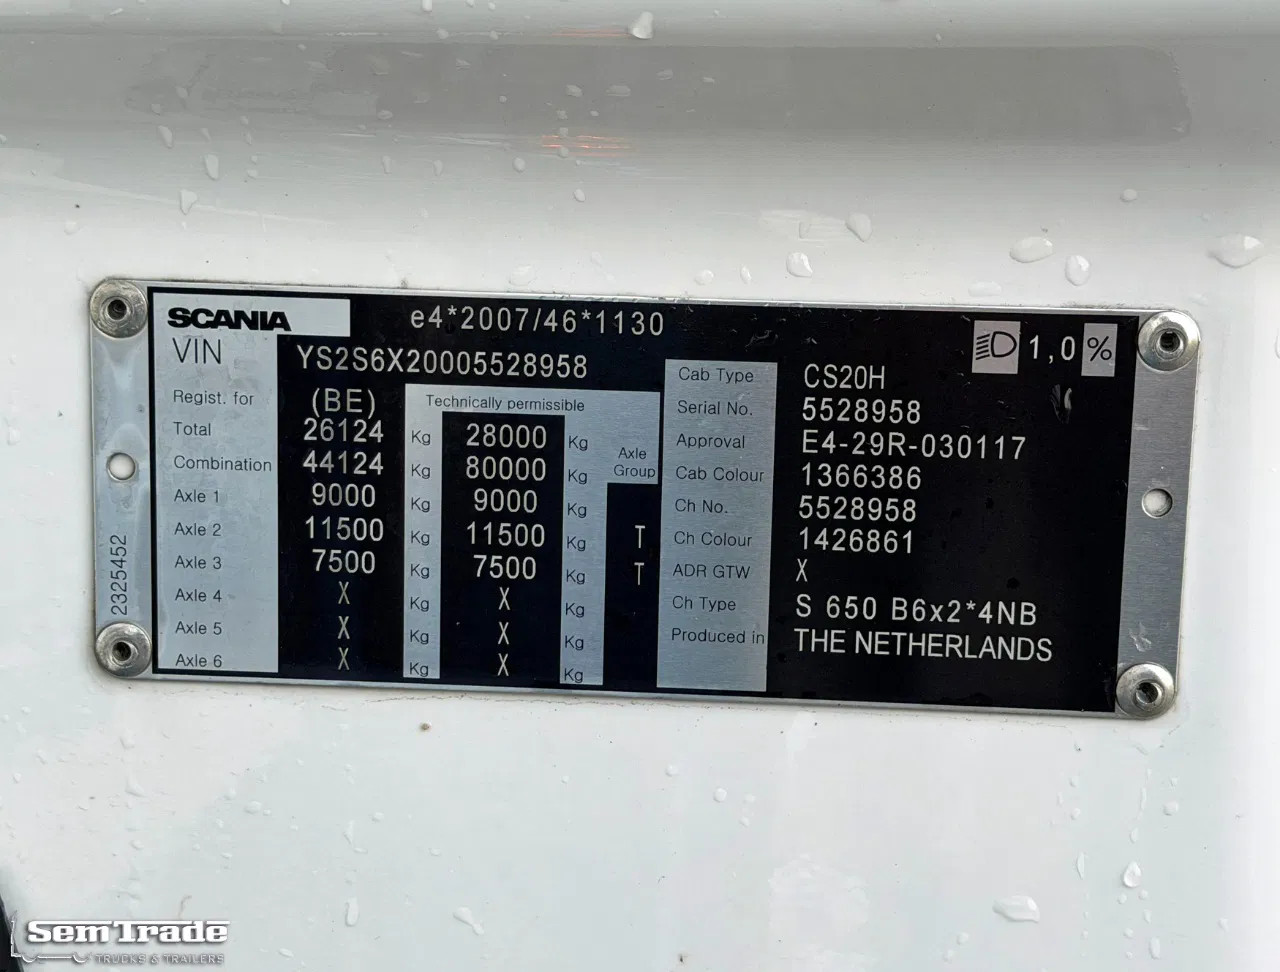 SCANIA e4*2007/46*1130 1,0 %
VIN YS2S6X20005528958
Regist. for (BE) Technically permissible
Total 26124 Kg 28000 Kg
Combination 44124 Kg 80000 Kg Axle Group
Axle 1 9000 Kg 9000 Kg
Axle 2 11500 Kg 11500 Kg T
Axle 3 7500 Kg 7500 Kg T
Axle 4 X Kg X Kg
Axle 5 X Kg X Kg
Axle 6 X Kg X Kg
Cab Type CS20H
Serial No. 5528958
Approval E4-29R-030117
Cab Colour 1366386
Ch No. 5528958
Ch Colour 1426861
ADR GTW X
Ch Type S 650 B6x2*4NB
Produced in THE NETHERLANDS
2325452
SEMTRADE
TRUCKS & TRAILERS